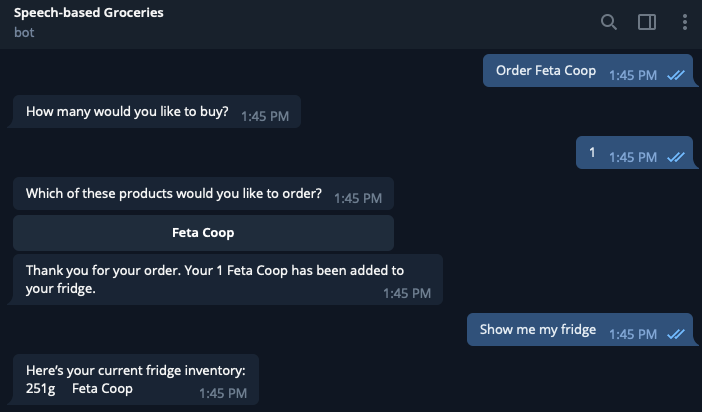 Speech-based Groceries
bot
Order Feta Coop 1:45 PM
How many would you like to buy? 1:45 PM
1 1:45 PM
Which of these products would you like to order? 1:45 PM
Feta Coop
Thank you for your order. Your 1 Feta Coop has been added to
your fridge. 1:45 PM
Show me my fridge 1:45 PM
Here's your current fridge inventory:
251g Feta Coop 1:45 PM